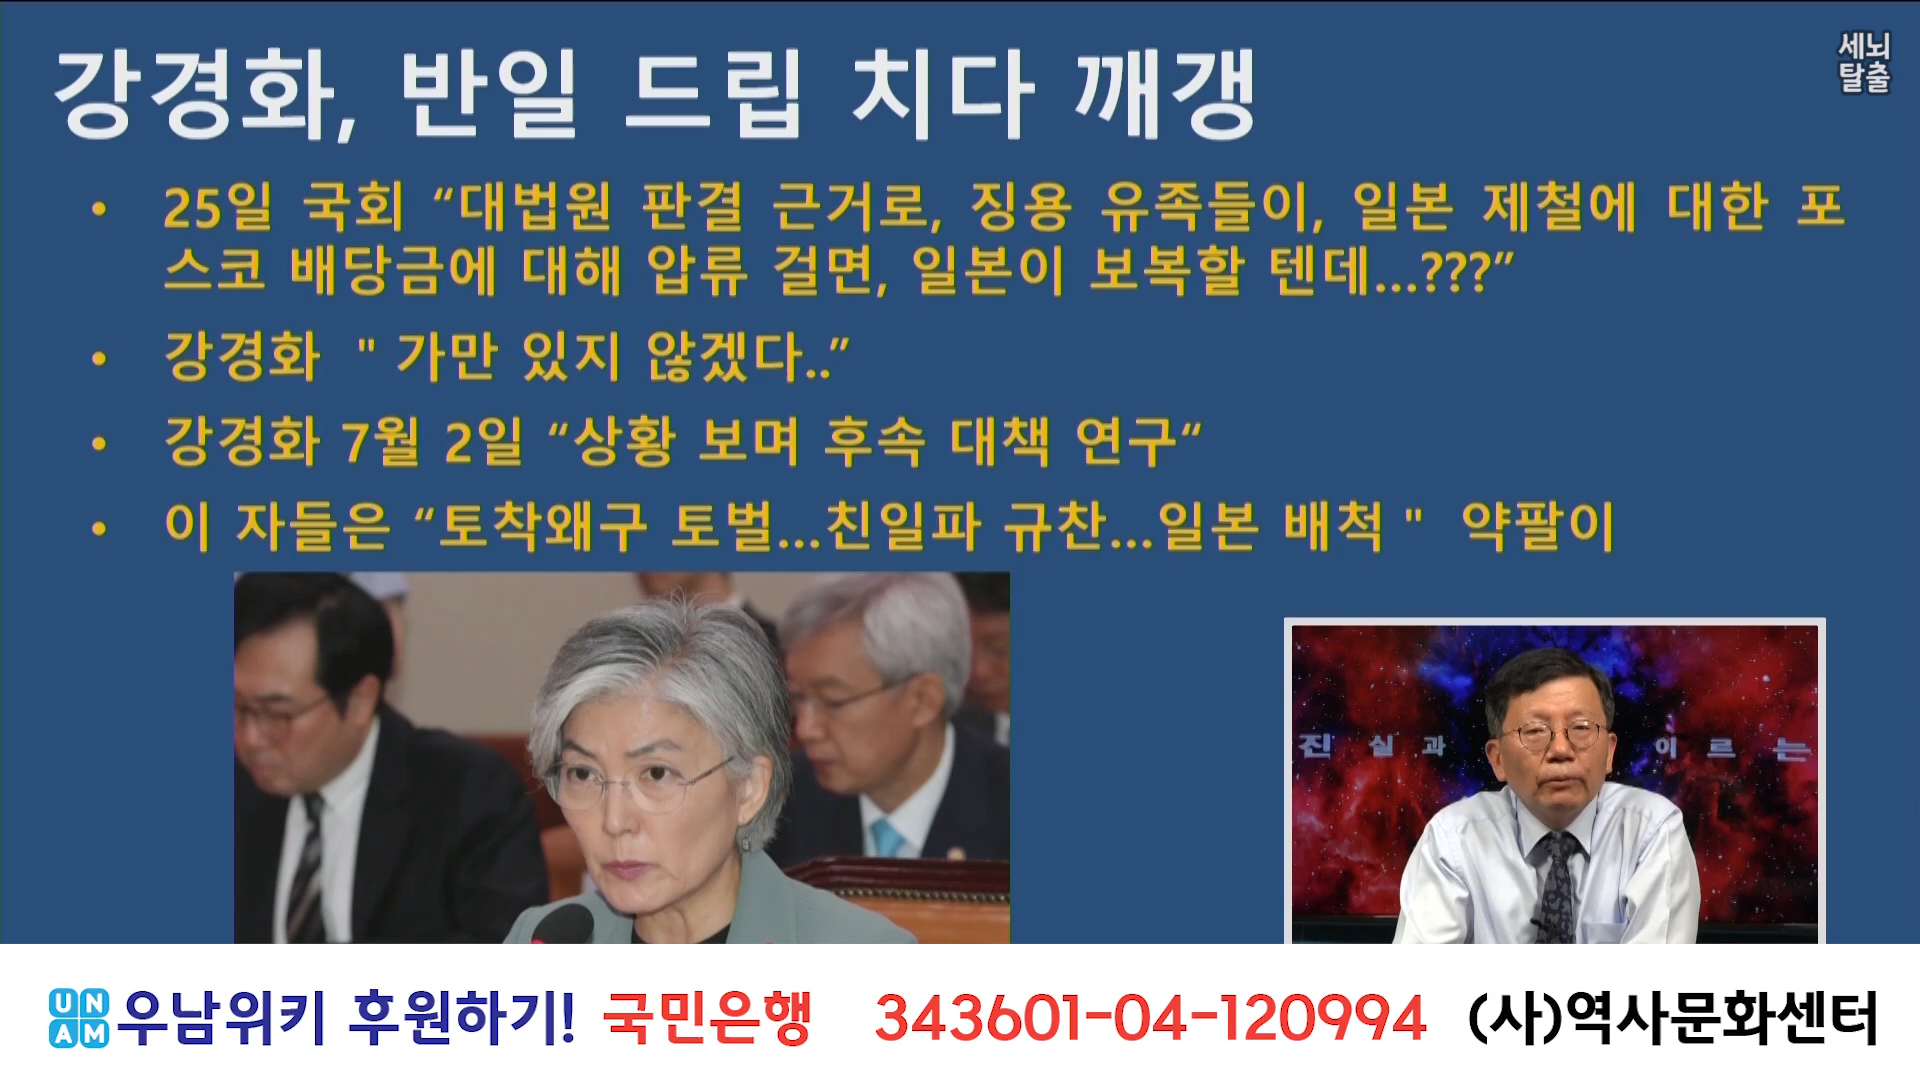 강경화, 반일 드립 치다 깨갱
세뇌
탈출
• 25일 국회 “대법원 판결 근거로, 징용 유족들이, 일본 제철에 대한 포
스코 배당금에 대해 압류 걸면, 일본이 보복할 텐데...???”
• 강경화 " 가만 있지 않겠다..”
• 강경화 7월 2일 “상황 보며 후속 대책 연구“
• 이 자들은 “토착왜구 토벌...친일파 규찬...일본 배척 " 약팔이
진 실과 이 르 는
UNAM 우남위키 후원하기! 국민은행 343601-04-120994 (사)역사문화센터